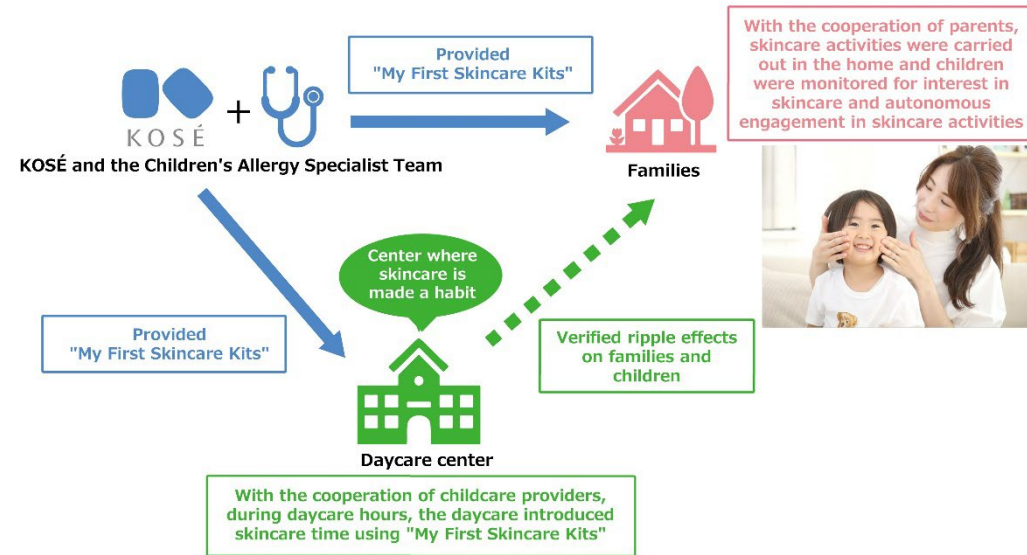 Provided
"My First Skincare Kits"
With the cooperation of parents,
skincare activities were carried
out in the home and children
were monitored for interest in
skincare and autonomous
engagement in skincare activities
KOSÉ
+
KOSÉ and the Children's Allergy Specialist Team
Families
Center where
skincare is
made a habit
Provided
"My First Skincare Kits"
Verified ripple effects
on families and
children
Daycare center
With the cooperation of childcare providers,
during daycare hours, the daycare introduced
skincare time using "My First Skincare Kits"